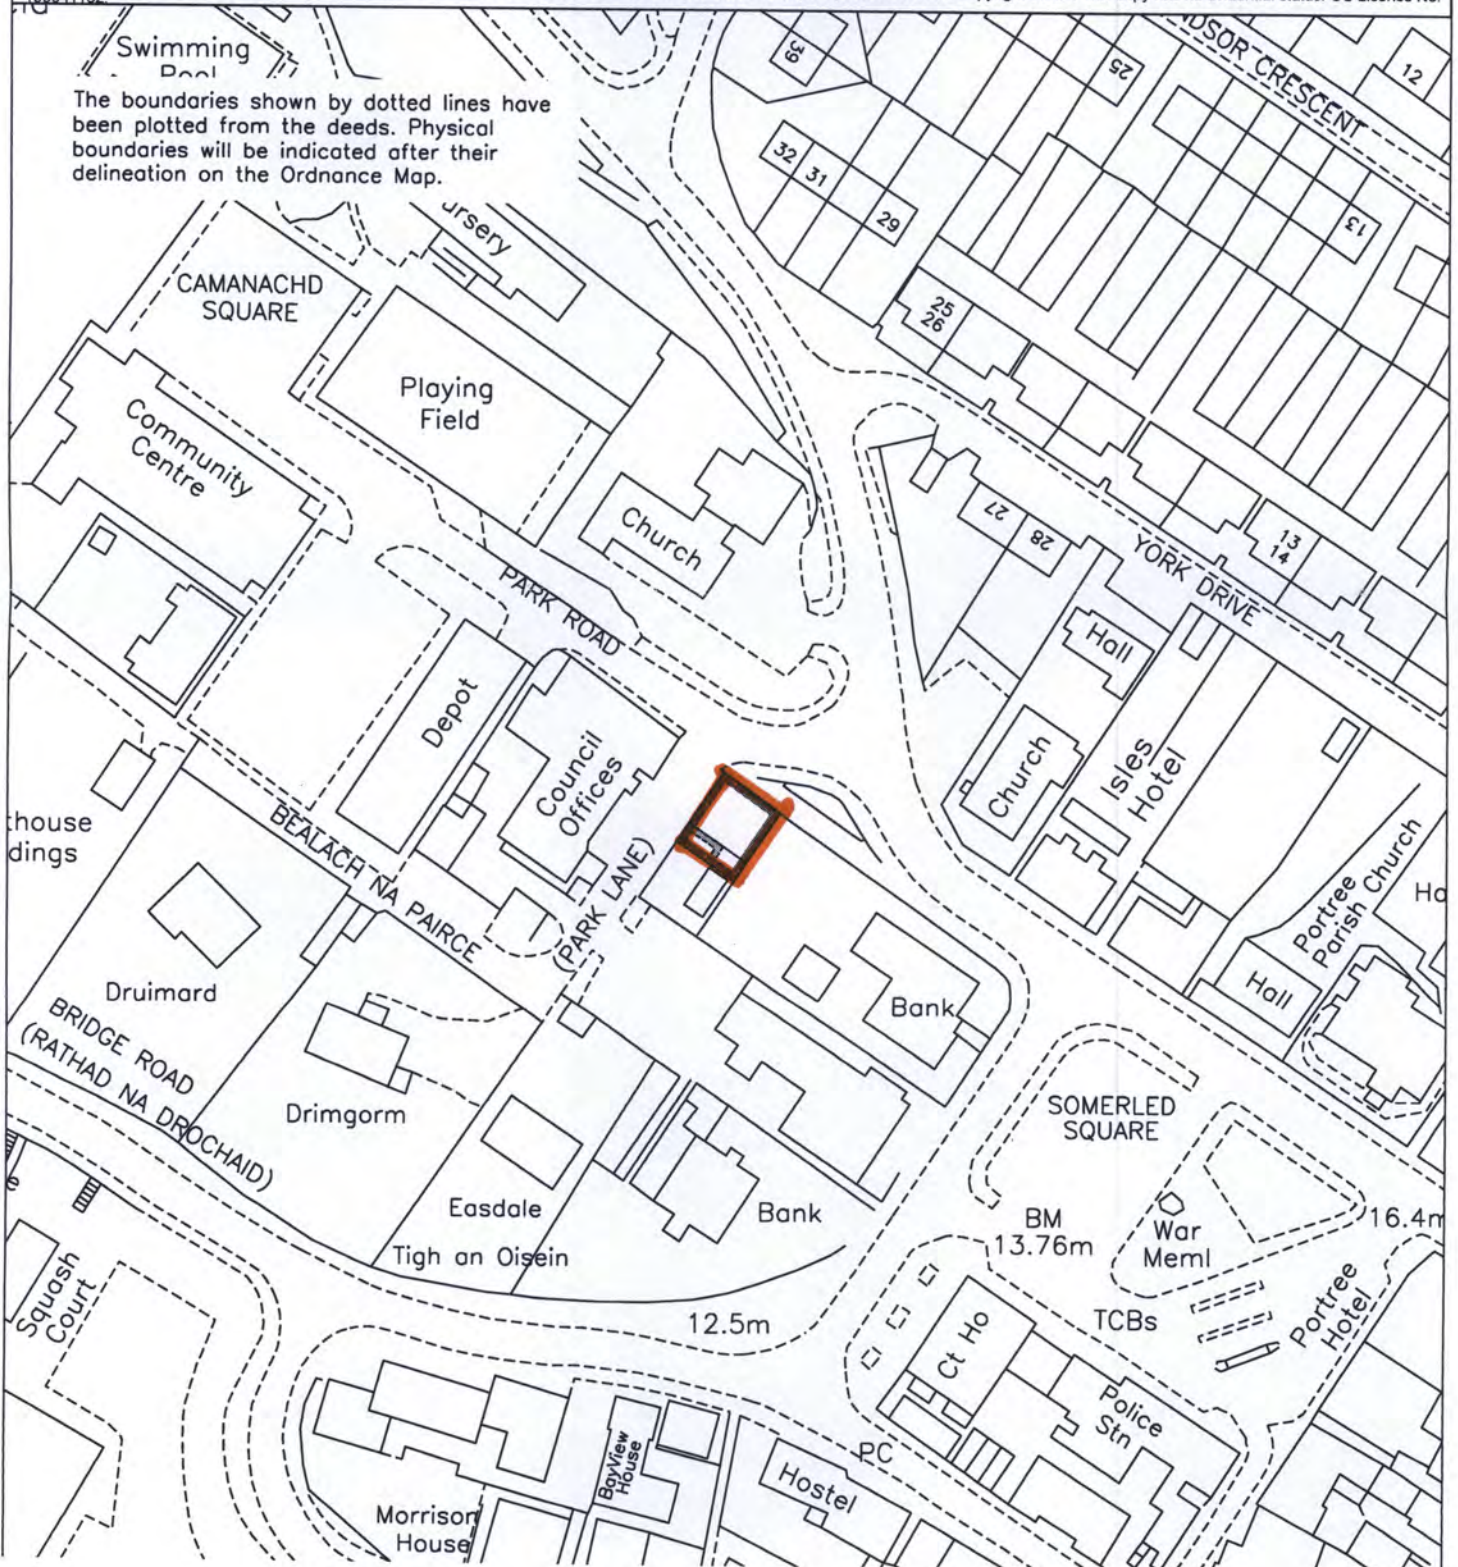 Swimming
The boundaries shown by dotted lines have
been plotted from the deeds. Physical
boundaries will be indicated after their
delineation on the Ordnance Map.
WINDSOR CRESCENT
39
25
12
32
31
29
13
ursery
CAMANACHD
SQUARE
25
26
Playing
Field
Community
Centre
Church
27
28
13
14
YORK DRIVE
PARK ROAD
Hall
Depot
Council
Offices
Church
Isles
Hotel
house
dings
BEALACH NA PAIRCE
(PARK LANE)
Portree
Parish Church
Hall
Druimard
Bank
BRIDGE ROAD
(RATHAD NA DROCHAID)
Drimgorm
SOMERLED
SQUARE
Easdale
Bank
BM
13.76m
War
Meml
16.4m
Tigh an Oisein
Squash
Court
12.5m
TCBs
Portree
Hotel
Ct Ho
Police
Stn
PC
BayView
House
Hostel
Morrison
House